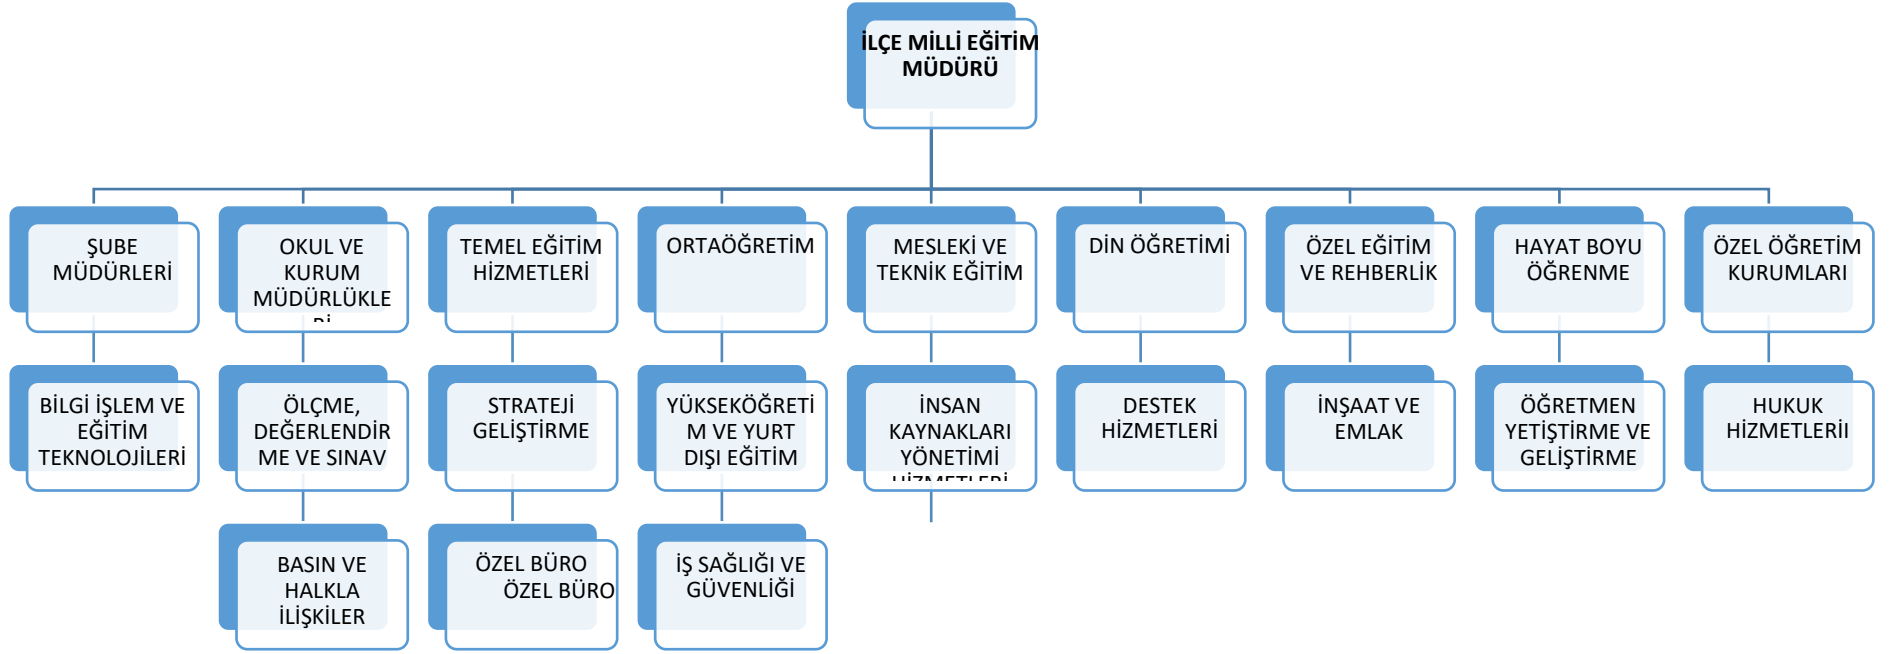 İLÇE MİLLİ EĞİTİM
MÜDÜRÜ
ŞUBE
MÜDÜRLERİ
OKUL VE
KURUM
MÜDÜRLÜKLE
Rİ
TEMEL EĞİTİM
HİZMETLERİ
ORTAÖĞRETİM
MESLEKİ VE
TEKNİK EĞİTİM
DİN ÖĞRETİMİ
ÖZEL EĞİTİM
VE REHBERLİK
HAYAT BOYU
ÖĞRENME
ÖZEL ÖĞRETİM
KURUMLARI
BİLGİ İŞLEM VE
EĞİTİM
TEKNOLOJİLERİ
ÖLÇME,
DEĞERLENDİR
ME VE SINAV
STRATEJİ
GELİŞTİRME
YÜKSEKÖĞRETİ
M VE YURT
DIŞI EĞİTİM
İNSAN
KAYNAKLARI
YÖNETİMİ
HİZMETLERİ
DESTEK
HİZMETLERİ
İNŞAAT VE
EMLAK
ÖĞRETMEN
YETİŞTİRME VE
GELİŞTİRME
HUKUK
HİZMETLERİI
BASIN VE
HALKLA
İLİŞKİLER
ÖZEL BÜRO
ÖZEL BÜRO
İŞ SAĞLIĞI VE
GÜVENLİĞİ